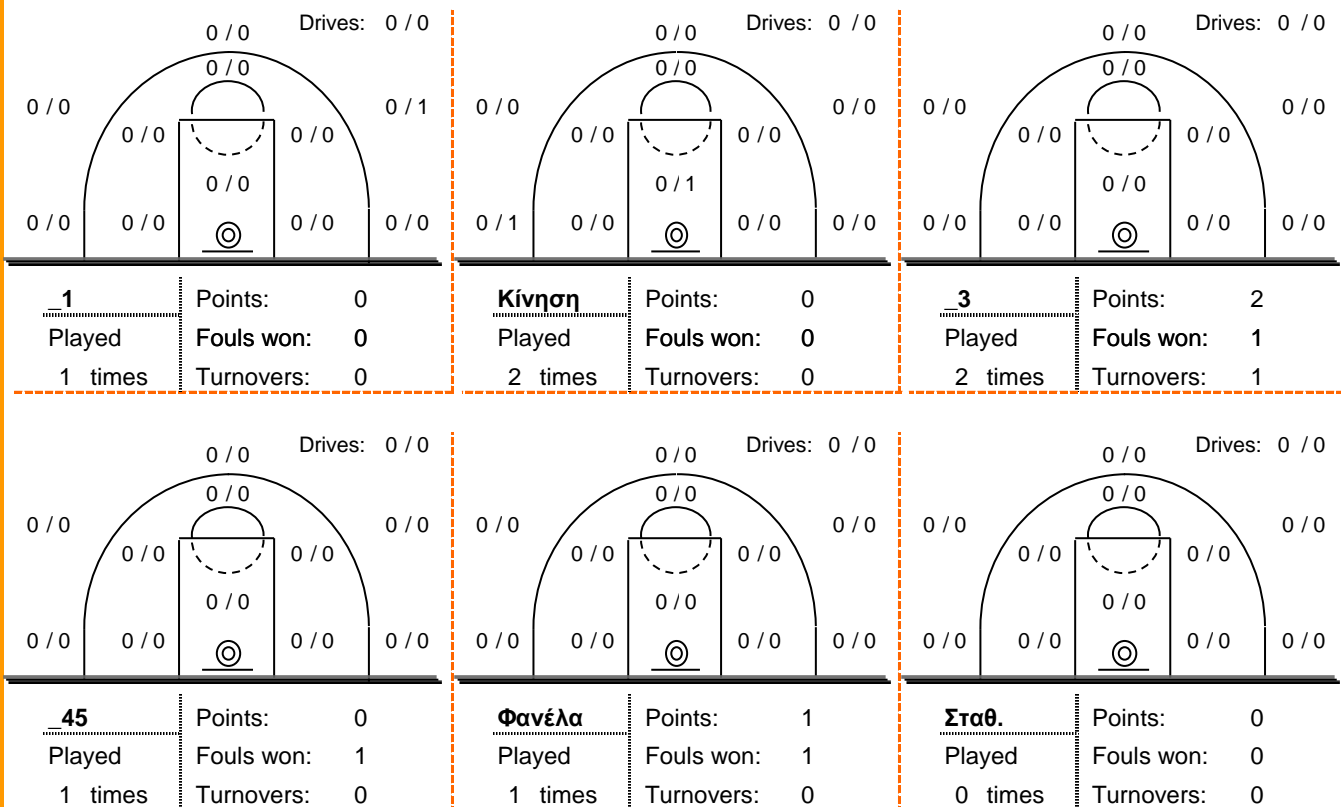 0 / 0 Drives: 0 / 0
0 / 0
0 / 0 0 / 1
0 / 0 0 / 0
0 / 0
0 / 0 0 / 0 0 / 0 0 / 0
_1 Points: 0
Played Fouls won: 0
1 times Turnovers: 0
0 / 0 Drives: 0 / 0
0 / 0
0 / 0 0 / 0
0 / 0 0 / 0
0 / 1
0 / 1 0 / 0 0 / 0 0 / 0
Κίνηση Points: 0
Played Fouls won: 0
2 times Turnovers: 0
0 / 0 Drives: 0 / 0
0 / 0
0 / 0 0 / 0
0 / 0 0 / 0
0 / 0
0 / 0 0 / 0 0 / 0 0 / 0
_3 Points: 2
Played Fouls won: 1
2 times Turnovers: 1
0 / 0 Drives: 0 / 0
0 / 0
0 / 0 0 / 0
0 / 0 0 / 0
0 / 0
0 / 0 0 / 0 0 / 0 0 / 0
_45 Points: 0
Played Fouls won: 1
1 times Turnovers: 0
0 / 0 Drives: 0 / 0
0 / 0
0 / 0 0 / 0
0 / 0 0 / 0
0 / 0
0 / 0 0 / 0 0 / 0 0 / 0
Φανέλα Points: 1
Played Fouls won: 1
1 times Turnovers: 0
0 / 0 Drives: 0 / 0
0 / 0
0 / 0 0 / 0
0 / 0 0 / 0
0 / 0
0 / 0 0 / 0 0 / 0 0 / 0
Σταθ. Points: 0
Played Fouls won: 0
0 times Turnovers: 0